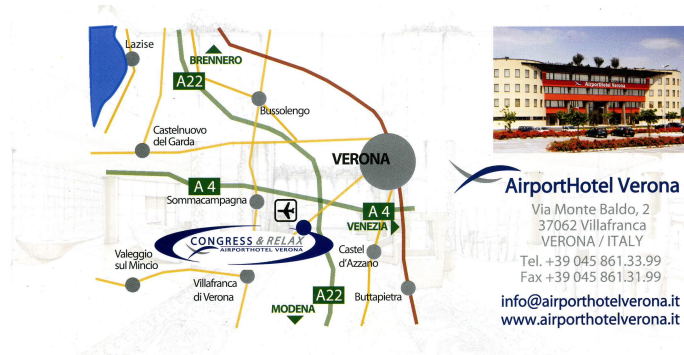 Lazise
BRENNERO
A22
Bussolengo
Castelnuovo
del Garda
VERONA
A 4
Sommacampagna
A 4
VENEZIA
CONGRESS & RELAX
AIRPORTHOTEL VERONA
Castel
d'Azzano
Valeggio
sul Mincio
Villafranca
di Verona
A22
Buttapietra
MODENA
AirportHotel Verona
AirportHotel Verona
Via Monte Baldo, 2
37062 Villafranca
VERONA / ITALY
Tel. +39 045 861.33.99
Fax +39 045 861.31.99
info@airporthotelverona.it
www.airporthotelverona.it